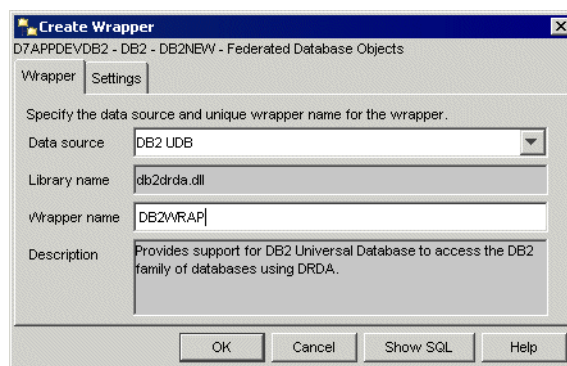 Create Wrapper
D7APPDEVDB2 - DB2 - DB2NEW - Federated Database Objects
Wrapper Settings
Specify the data source and unique wrapper name for the wrapper.
Data source DB2 UDB
Library name db2drda.dll
Wrapper name DB2WRAP
Description Provides support for DB2 Universal Database to access the DB2
family of databases using DRDA.
OK Cancel Show SQL Help